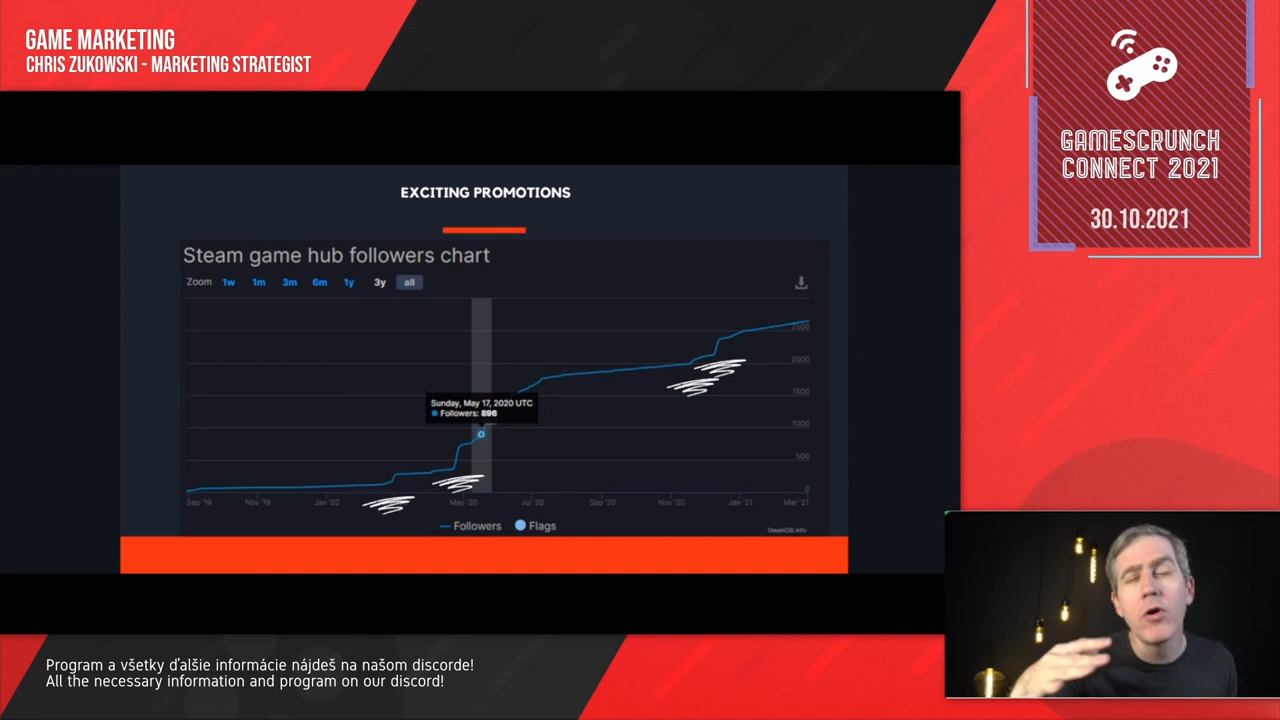 GAME MARKETING
CHRIS ZUKOWSKI - MARKETING STRATEGIST
GAMESCRUNCH
CONNECT 2021
30.10.2021
EXCITING PROMOTIONS
Steam game hub followers chart
Zoom 1w 1m 3m 6m 1y 3y all
2500
2000
1500
1000
500
0
Sunday, May 17, 2020 UTC
Followers: 896
Sep '19 Nov '19 Jan '20 May '20 Jul '20 Sep '20 Nov '20 Jan '21 Mar '21
Followers Flags
SteamDB.info
Program a všetky ďalšie informácie nájdeš na našom discorde!
All the necessary information and program on our discord!